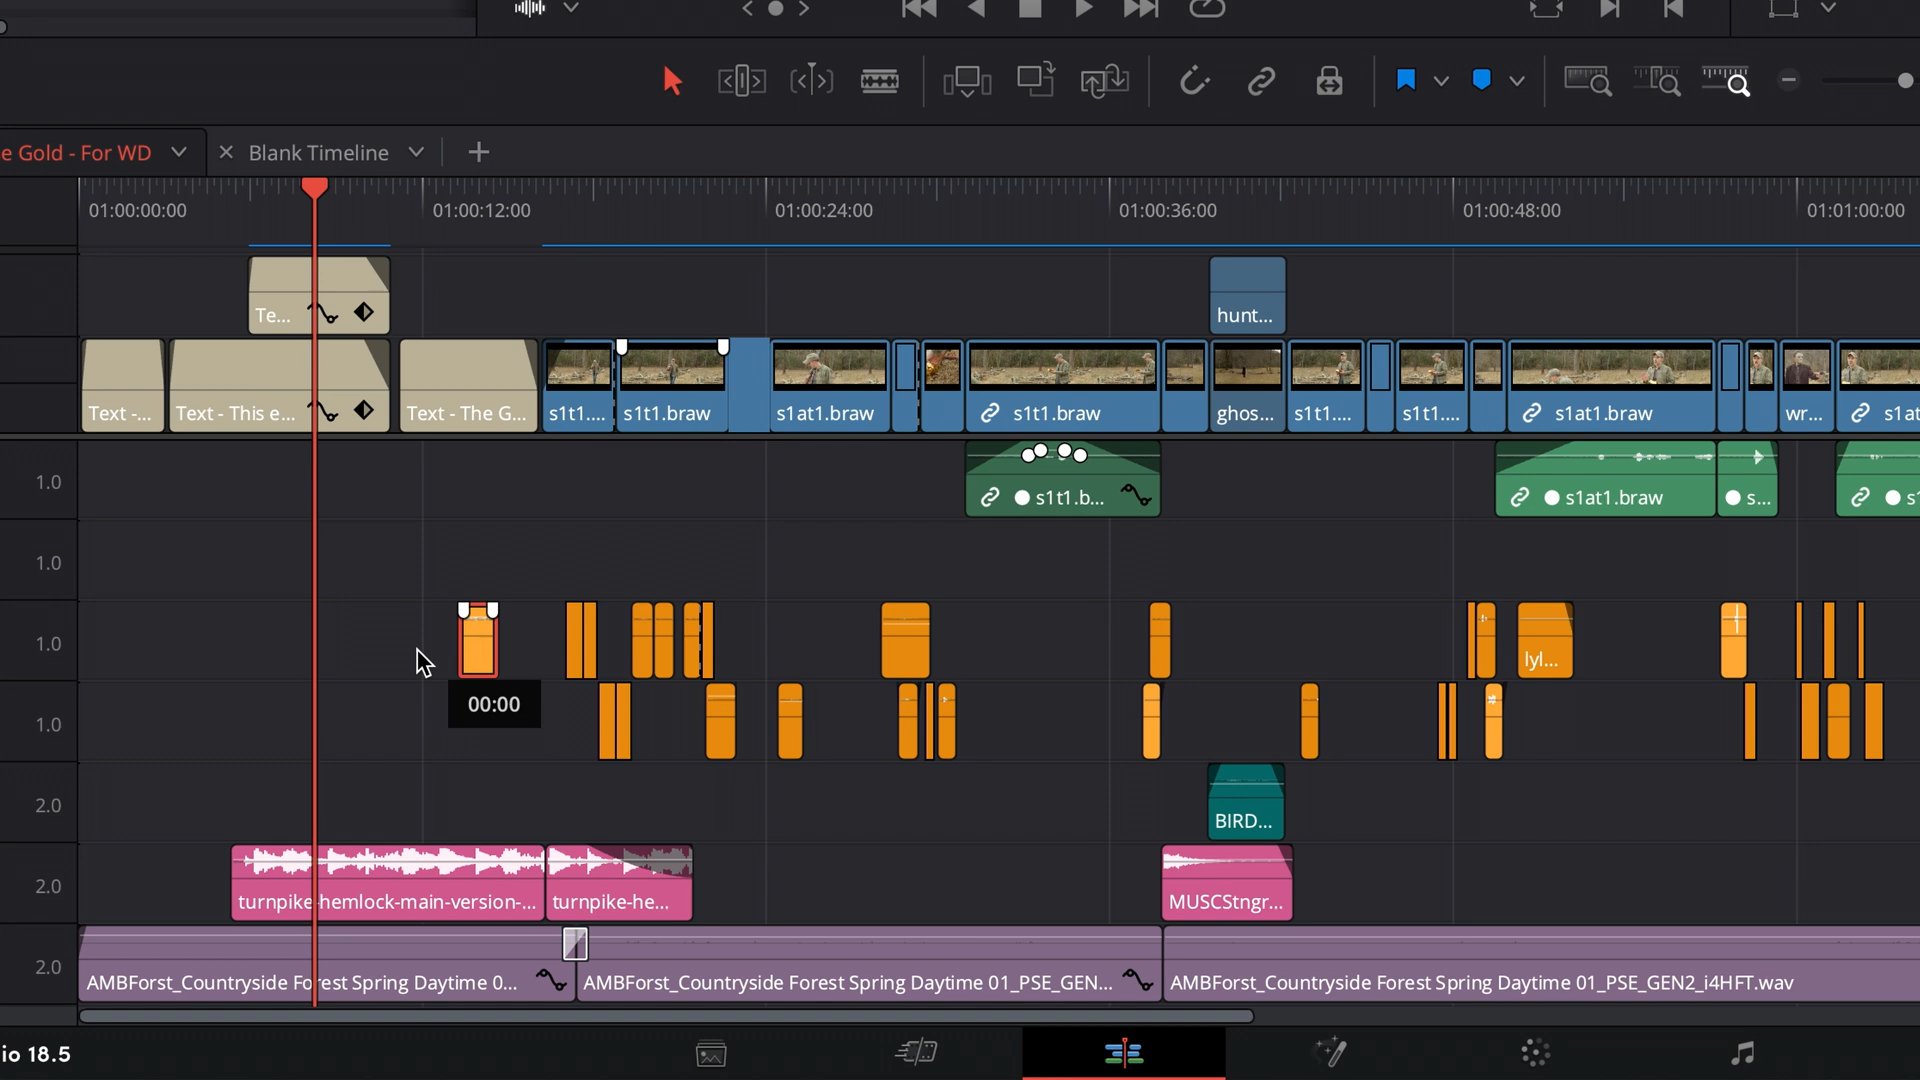 e Gold - For WD
Blank Timeline
01:00:00:00
01:00:12:00
01:00:24:00
01:00:36:00
01:00:48:00
01:01:00:00
Te...
hunt...
Text -...
Text - This e...
Text - The G...
s1t1....
s1t1.braw
s1at1.braw
s1t1.braw
ghos...
s1t1....
s1t1....
s1at1.braw
wr...
s1at
1.0
s1t1.b...
s1at1.braw
s...
s1
1.0
1.0
lyl...
00:00
1.0
2.0
BIRD...
2.0
turnpike-hemlock-main-version-...
turnpike-he...
MUSCStngr...
2.0
AMBForst_Countryside Forest Spring Daytime 0...
AMBForst_Countryside Forest Spring Daytime 01_PSE_GEN...
AMBForst_Countryside Forest Spring Daytime 01_PSE_GEN2_i4HFT.wav
io 18.5